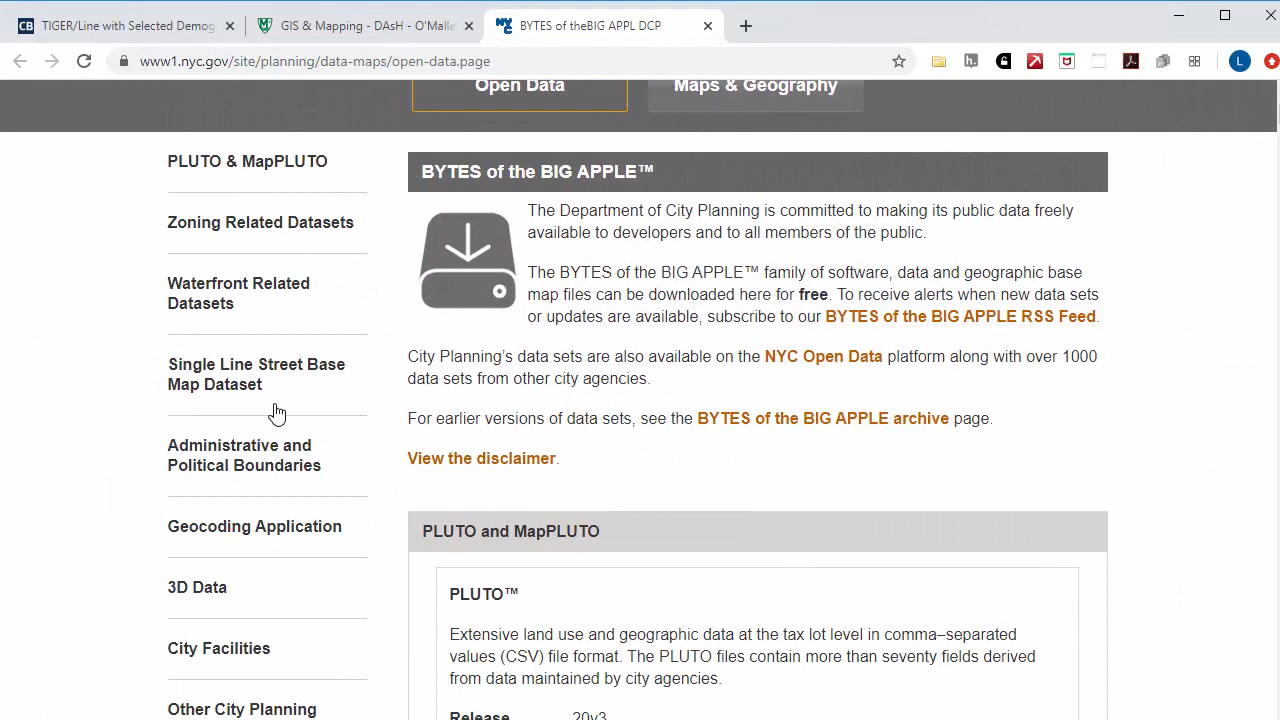 CB TIGER/Line with Selected Demog
GIS & Mapping - DAsH - O'Malle
NYC BYTES of theBIG APPL DCP
www1.nyc.gov/site/planning/data-maps/open-data.page
L
Open Data
Maps & Geography
PLUTO & MapPLUTO
Zoning Related Datasets
Waterfront Related
Datasets
Single Line Street Base
Map Dataset
Administrative and
Political Boundaries
Geocoding Application
3D Data
City Facilities
Other City Planning
BYTES of the BIG APPLE™
The Department of City Planning is committed to making its public data freely
available to developers and to all members of the public.
The BYTES of the BIG APPLE™ family of software, data and geographic base
map files can be downloaded here for free. To receive alerts when new data sets
or updates are available, subscribe to our BYTES of the BIG APPLE RSS Feed.
City Planning's data sets are also available on the NYC Open Data platform along with over 1000
data sets from other city agencies.
For earlier versions of data sets, see the BYTES of the BIG APPLE archive page.
View the disclaimer.
PLUTO and MapPLUTO
PLUTO™
Extensive land use and geographic data at the tax lot level in comma–separated
values (CSV) file format. The PLUTO files contain more than seventy fields derived
from data maintained by city agencies.
Release 20v3